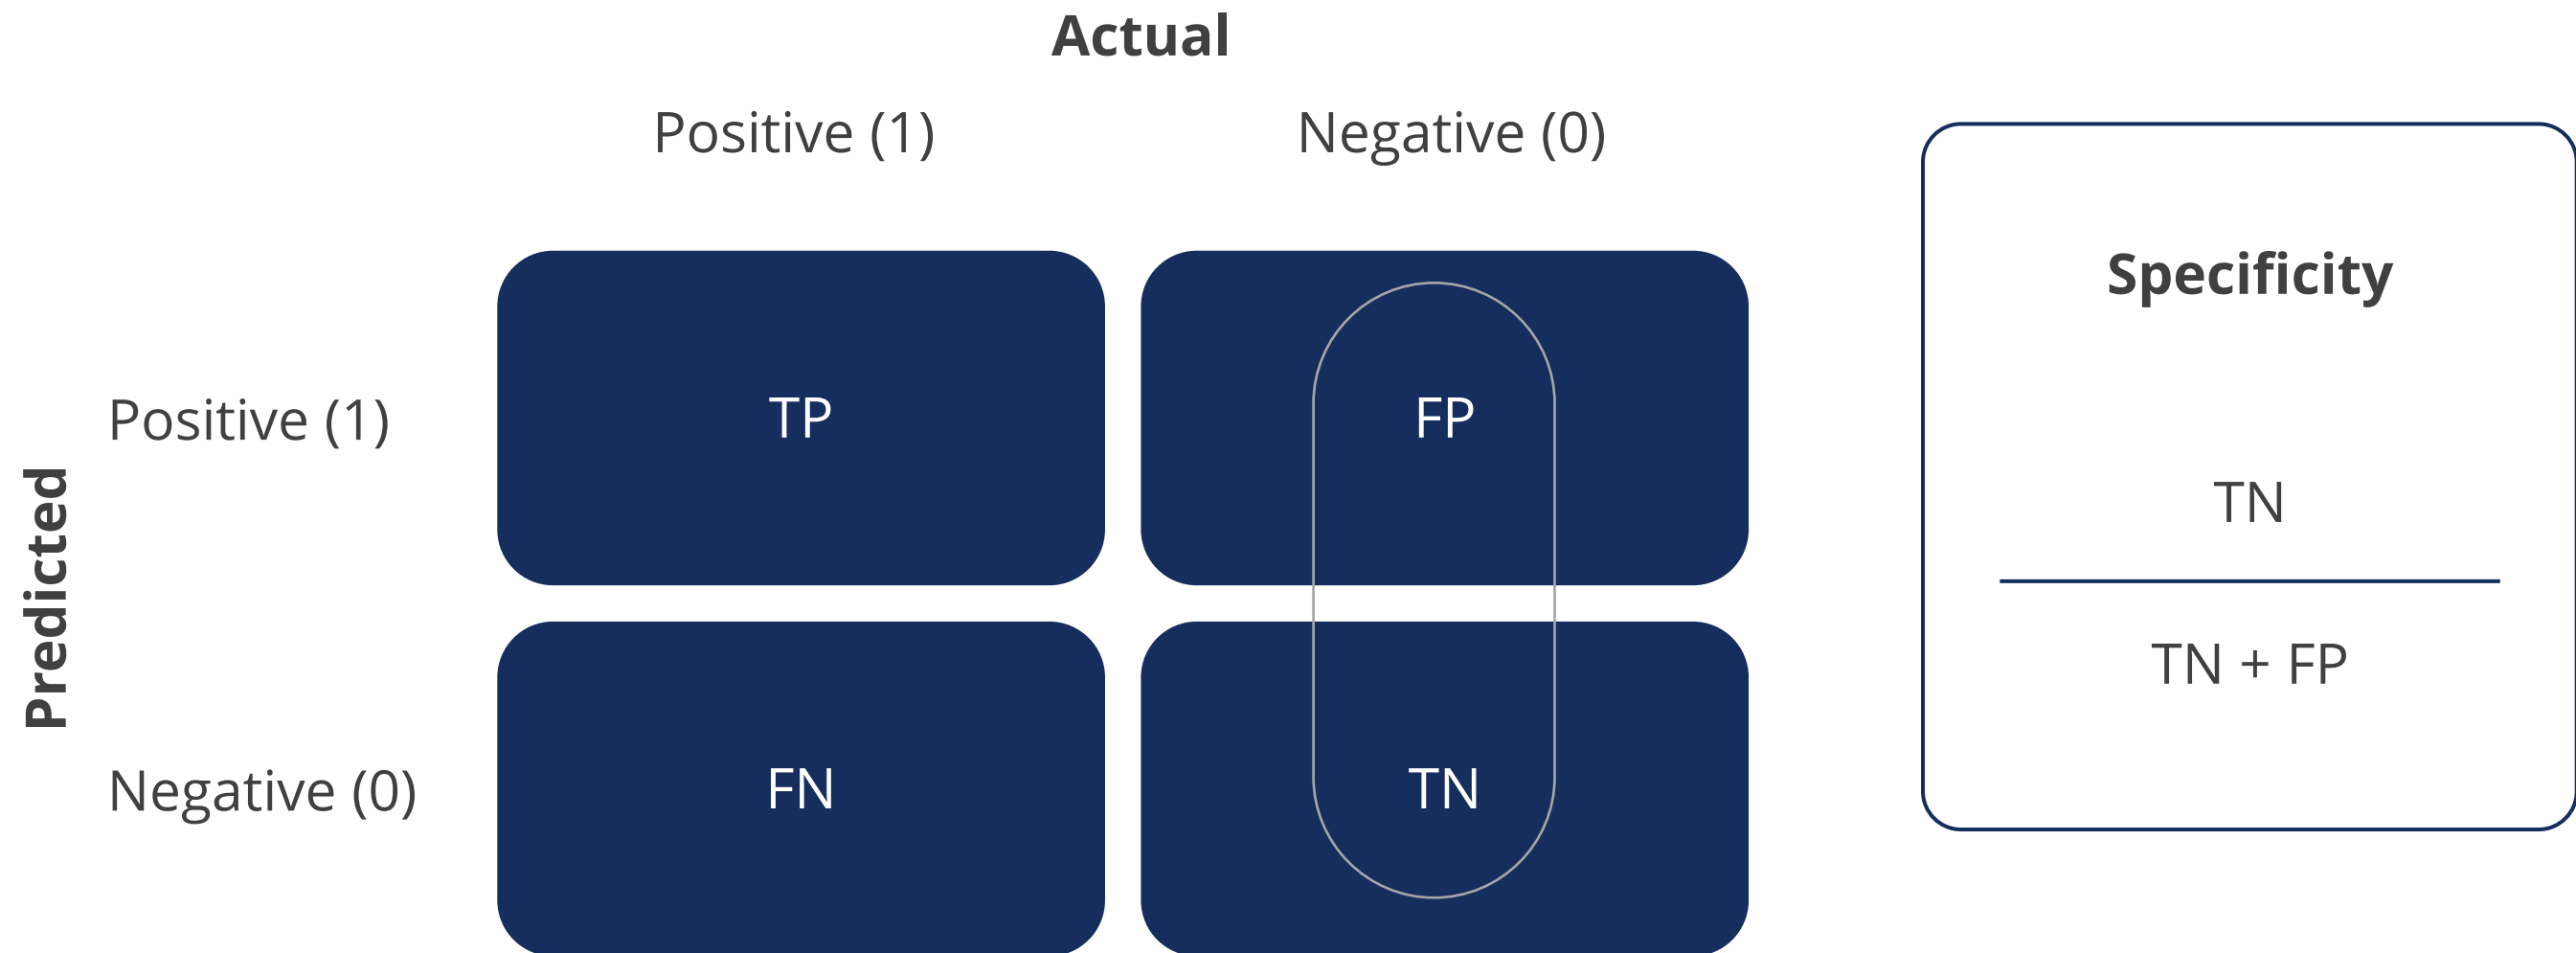 Actual
Positive (1) Negative (0)
Specificity
Positive (1) TP FP
TN
TN + FP
Predicted
Negative (0) FN TN